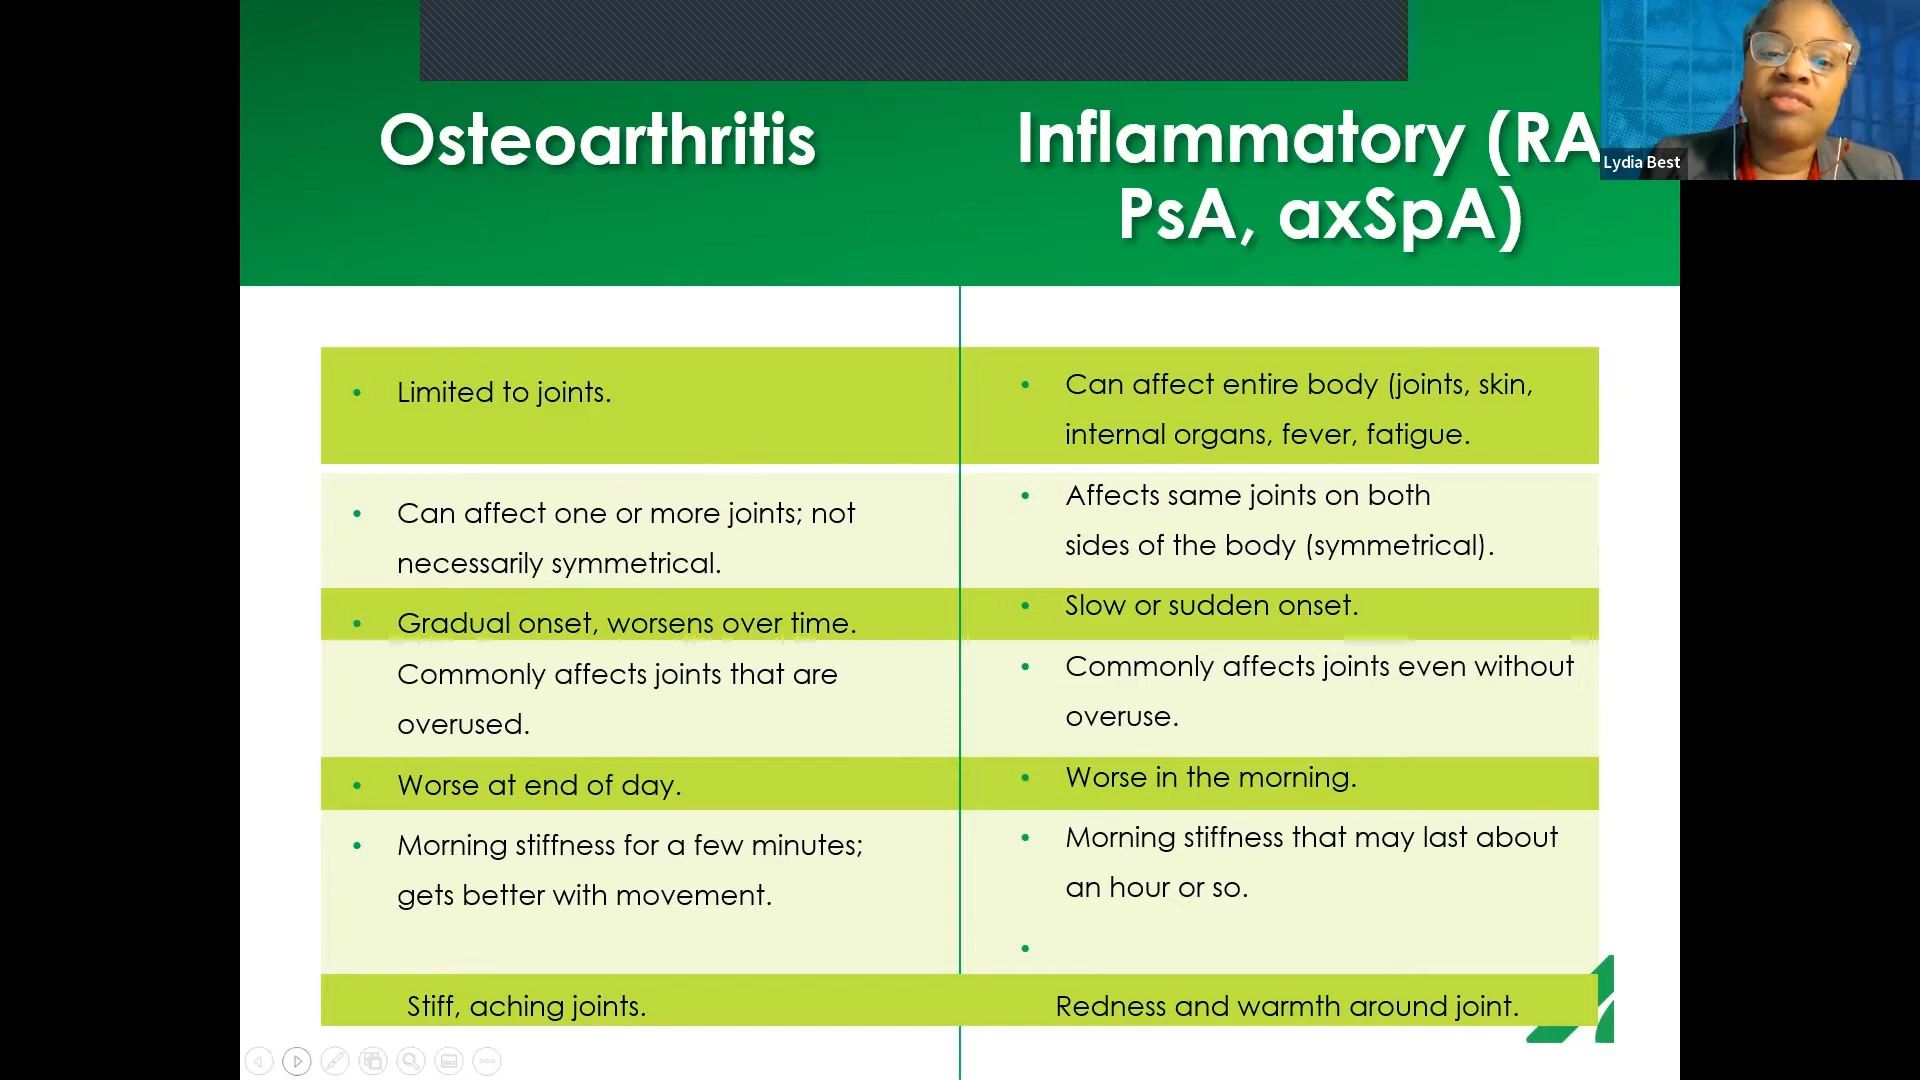 Osteoarthritis
Inflammatory (RA
PsA, axSpA)
Lydia Best
• Limited to joints.
• Can affect entire body (joints, skin,
internal organs, fever, fatigue.
• Can affect one or more joints; not
necessarily symmetrical.
• Affects same joints on both
sides of the body (symmetrical).
• Gradual onset, worsens over time.
• Slow or sudden onset.
Commonly affects joints that are
overused.
• Commonly affects joints even without
overuse.
• Worse at end of day.
• Worse in the morning.
• Morning stiffness for a few minutes;
gets better with movement.
• Morning stiffness that may last about
an hour or so.
•
Stiff, aching joints.
Redness and warmth around joint.